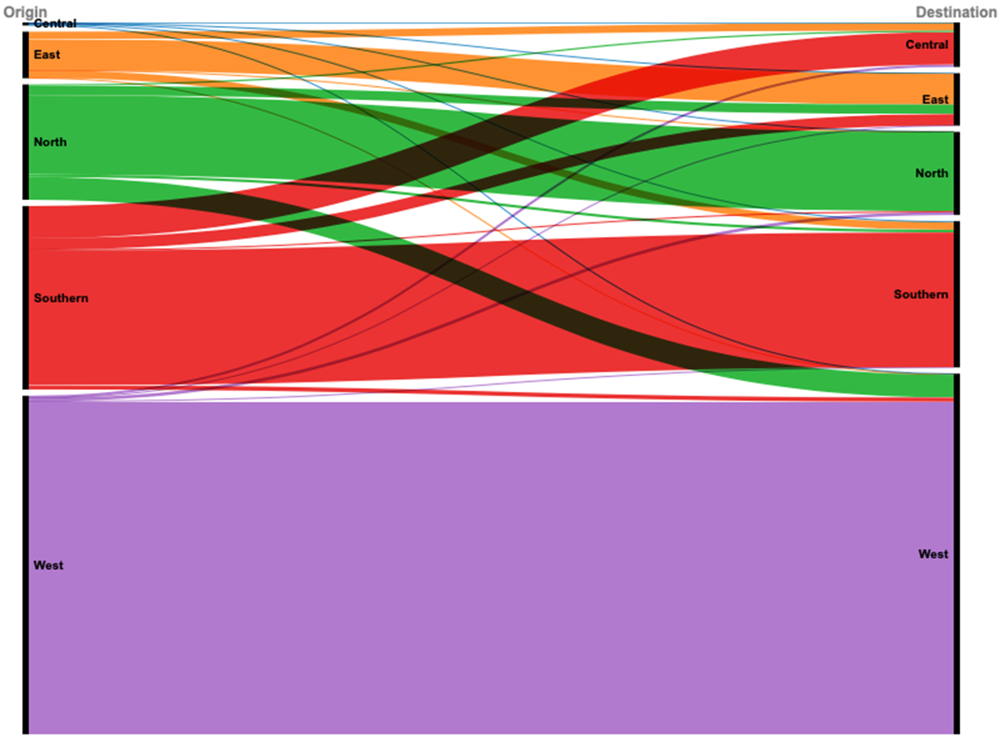 Origin
Destination
Central
Central
East
East
North
North
Southern
Southern
West
West